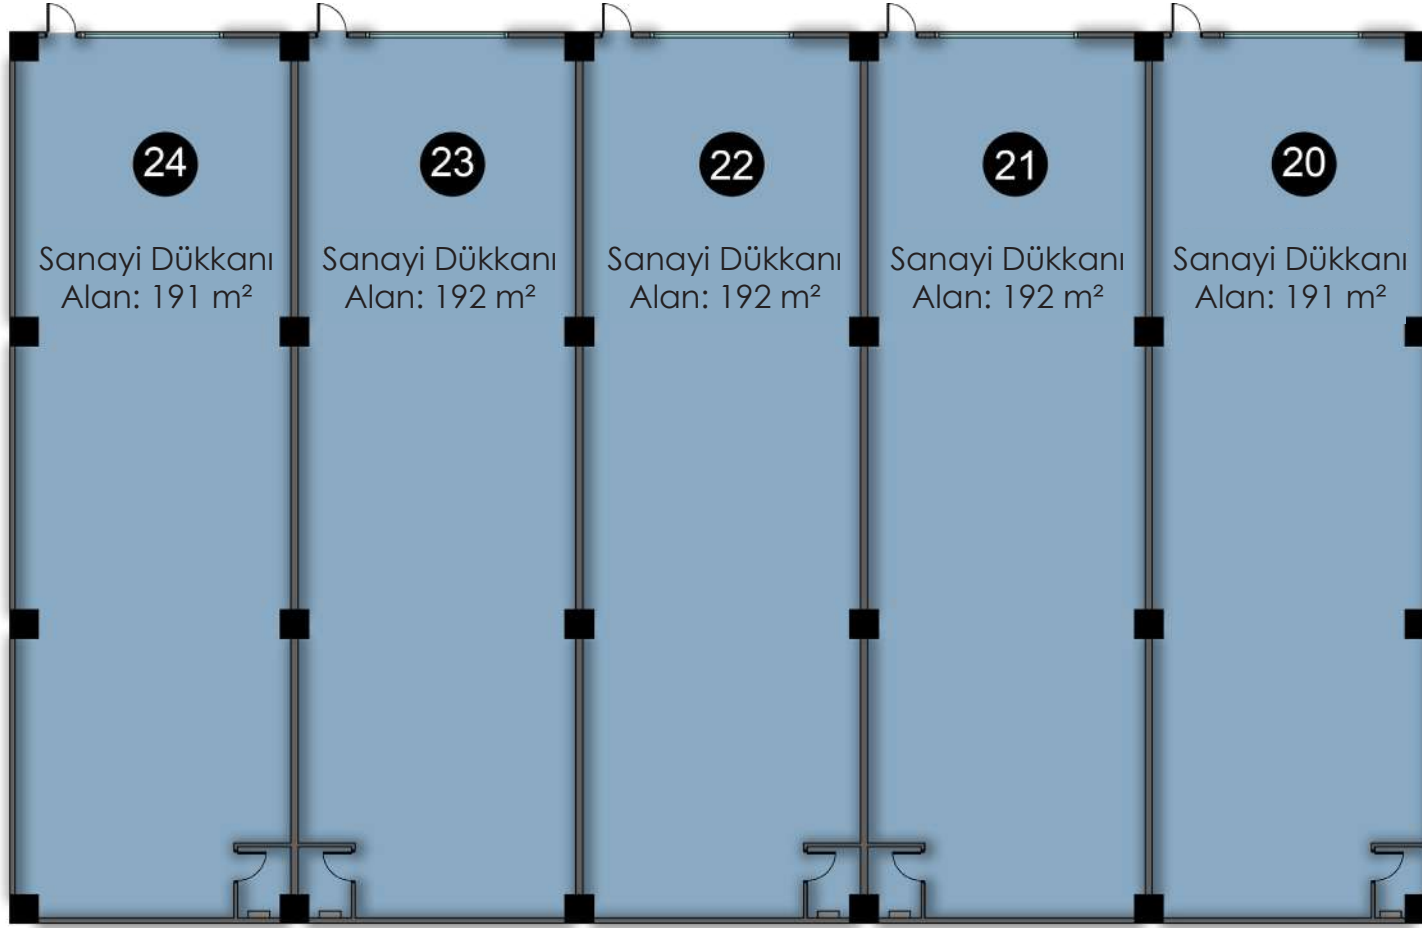 24
Sanayi Dükkanı
Alan: 191 m²
23
Sanayi Dükkanı
Alan: 192 m²
22
Sanayi Dükkanı
Alan: 192 m²
21
Sanayi Dükkanı
Alan: 192 m²
20
Sanayi Dükkanı
Alan: 191 m²